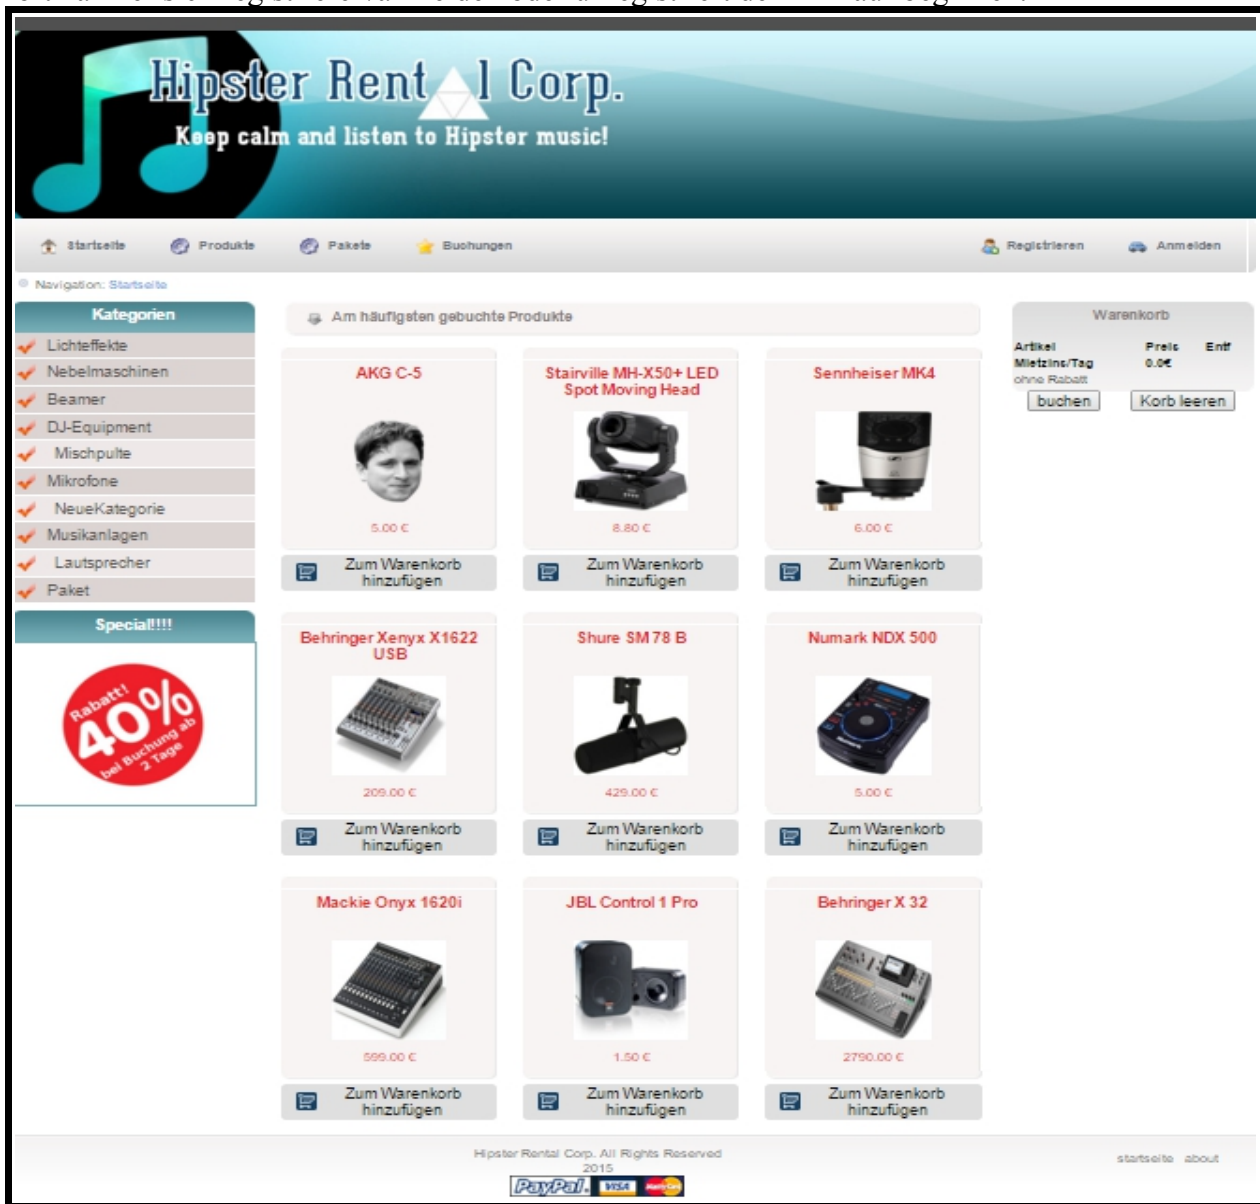 Hipster Rent l Corp.
Keep calm and listen to Hipster music!
Startseite Produkte Pakete Buchungen Registrieren Anmelden
Navigation: Startseite
Kategorien
Lichteffekte
Nebelmaschinen
Beamer
DJ-Equipment
Mischpulte
Mikrofone
NeueKategorie
Musikanlagen
Lautsprecher
Paket
Special!!!!
Rabatt!
40%
bei Buchung ab
2 Tage
Am häufigsten gebuchte Produkte
AKG C-5
5.00 €
Zum Warenkorb
hinzufügen
Stairville MH-X50+ LED
Spot Moving Head
8.80 €
Zum Warenkorb
hinzufügen
Sennheiser MK4
6.00 €
Zum Warenkorb
hinzufügen
Behringer Xenyx X1622
USB
209.00 €
Zum Warenkorb
hinzufügen
Shure SM 78 B
429.00 €
Zum Warenkorb
hinzufügen
Numark NDX 500
Numark
5.00 €
Zum Warenkorb
hinzufügen
Mackie Onyx 1620i
599.00 €
Zum Warenkorb
hinzufügen
JBL Control 1 Pro
1.50 €
Zum Warenkorb
hinzufügen
Behringer X 32
2790.00 €
Zum Warenkorb
hinzufügen
Warenkorb
Artikel Preis Entf
Mietzins/Tag 0.0€
ohne Rabatt
buchen Korb leeren
Hipster Rental Corp. All Rights Reserved
2015
PayPal VISA MasterCard
startseite about